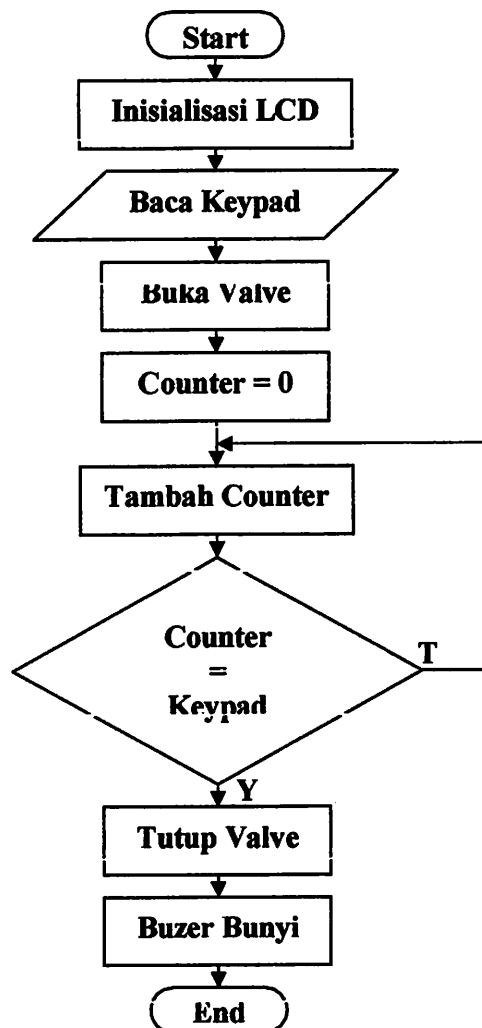 Start
Inisialisasi LCD
Baca Keypad
Buka Valve
Counter = 0
Tambah Counter
Counter
=
Keypad
T
Y
Tutup Valve
Buzer Bunyi
End